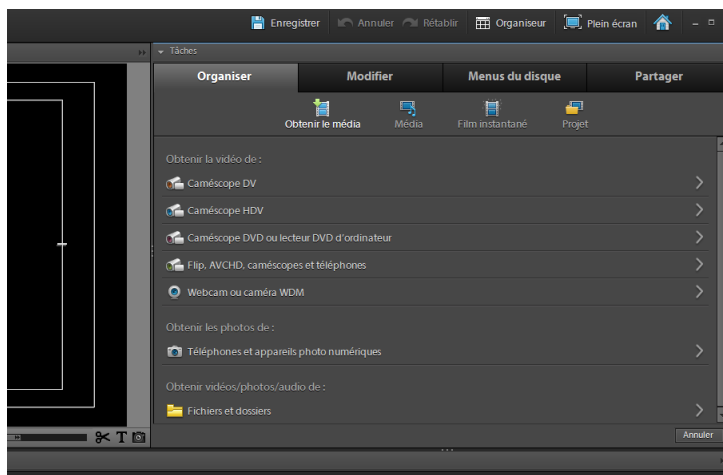 Enregistrer Annuler Rétablir Organiseur Plein écran
Tâches
Organiser Modifier Menus du disque Partager
Obtenir le média Média Film instantané Projet
Obtenir la vidéo de :
Caméscope DV
Caméscope HDV
Caméscope DVD ou lecteur DVD d'ordinateur
Flip, AVCHD, caméscopes et téléphones
Webcam ou caméra WDM
Obtenir les photos de :
Téléphones et appareils photo numériques
Obtenir vidéos/photos/audio de :
Fichiers et dossiers
T
Annuler